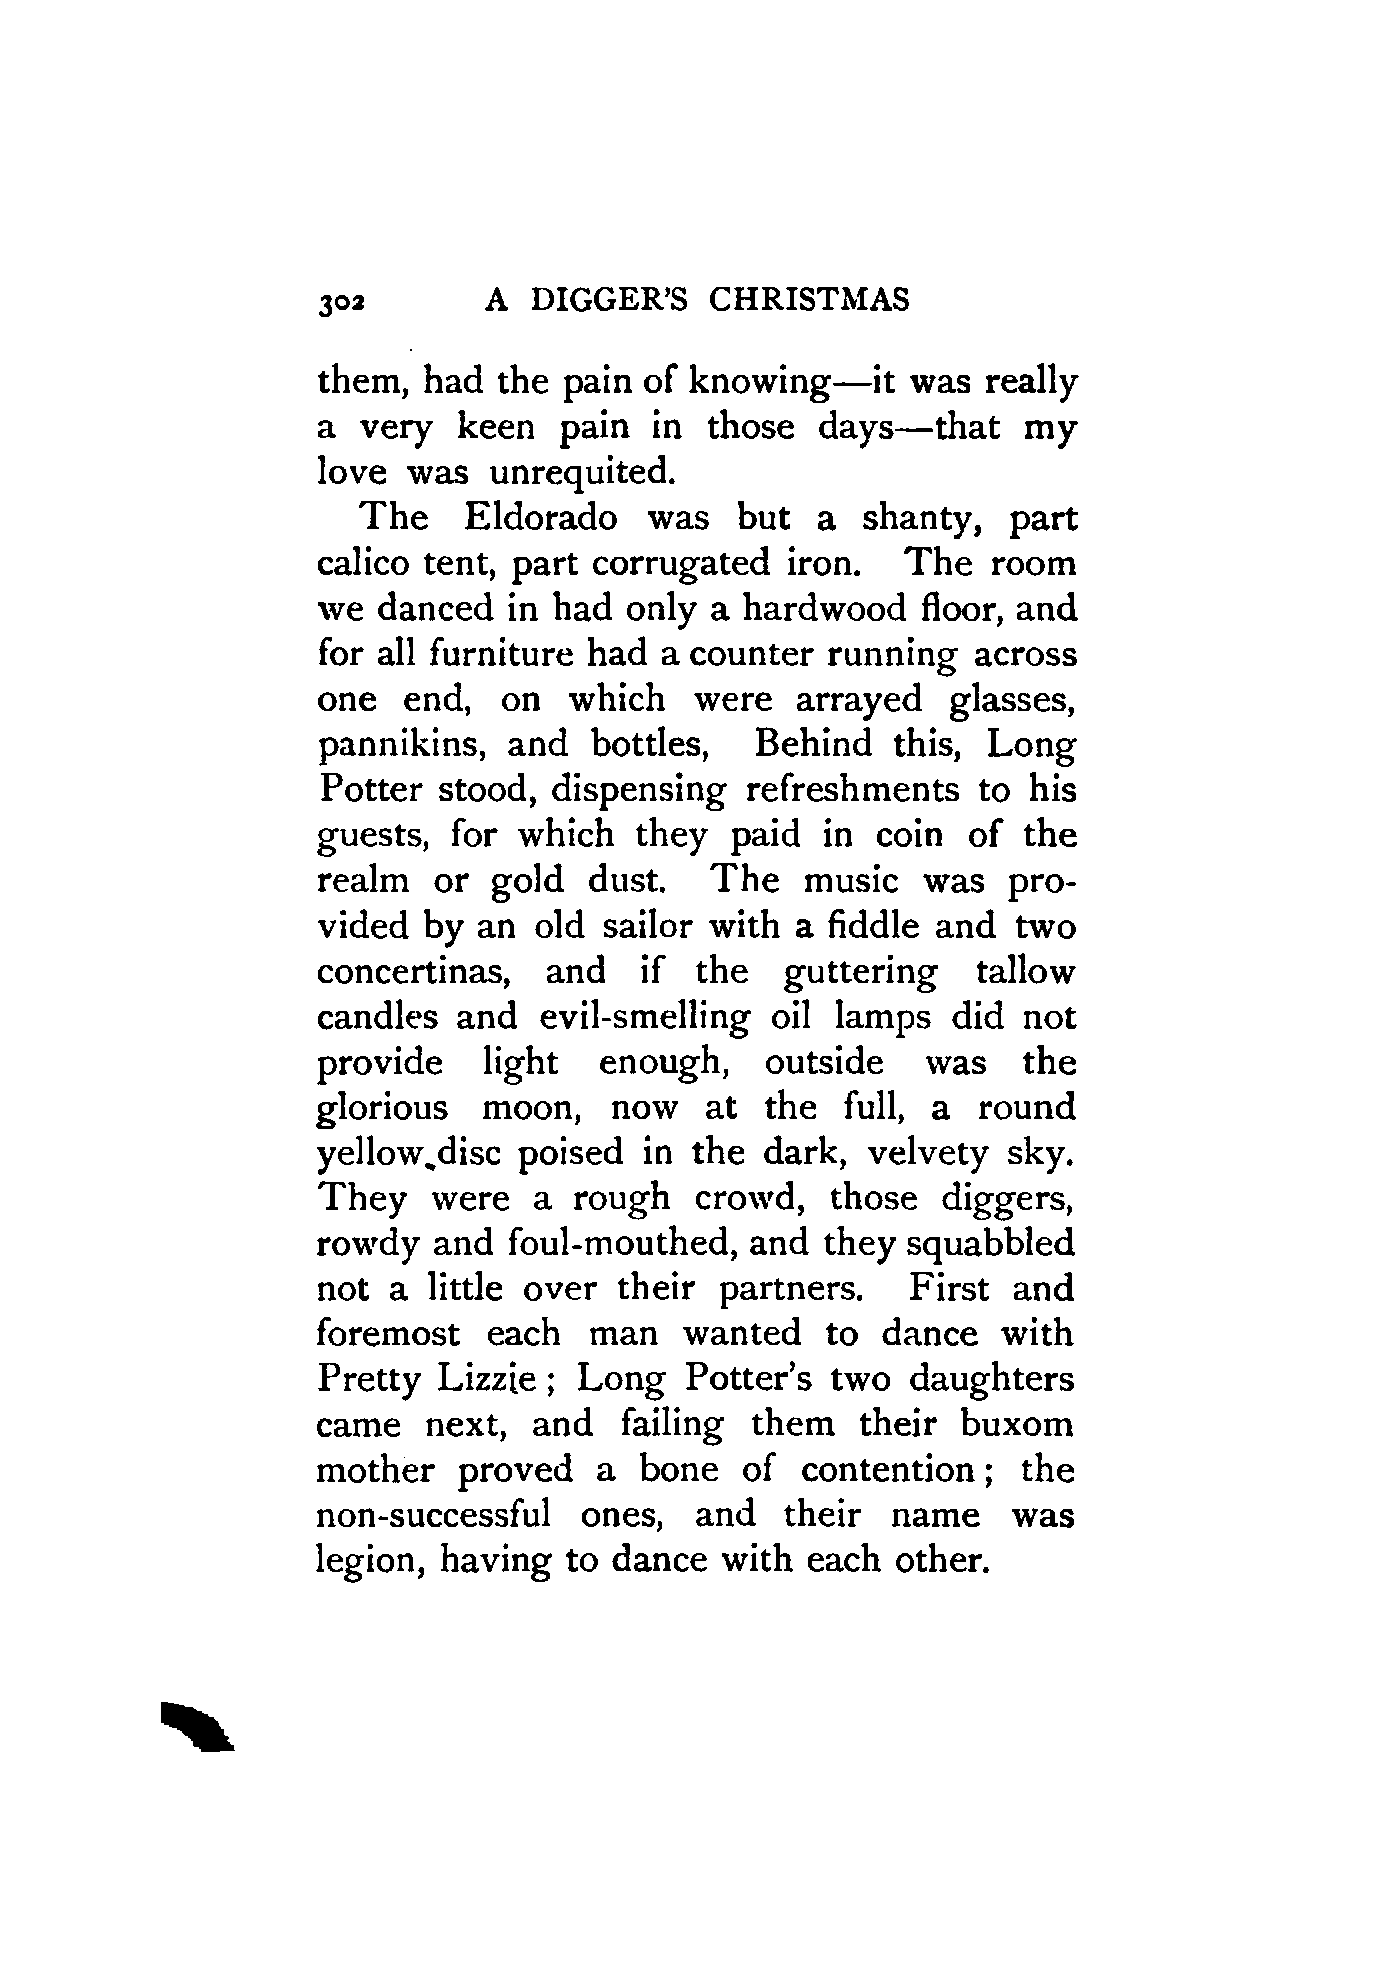 302 A DIGGER'S CHRISTMAS
them, had the pain of knowing—it was really
a very keen pain in those days—that my
love was unrequited.
The Eldorado was but a shanty, part
calico tent, part corrugated iron. The room
we danced in had only a hardwood floor, and
for all furniture had a counter running across
one end, on which were arrayed glasses,
pannikins, and bottles, Behind this, Long
Potter stood, dispensing refreshments to his
guests, for which they paid in coin of the
realm or gold dust. The music was pro-
vided by an old sailor with a fiddle and two
concertinas, and if the guttering tallow
candles and evil-smelling oil lamps did not
provide light enough, outside was the
glorious moon, now at the full, a round
yellow disc poised in the dark, velvety sky.
They were a rough crowd, those diggers,
rowdy and foul-mouthed, and they squabbled
not a little over their partners. First and
foremost each man wanted to dance with
Pretty Lizzie ; Long Potter's two daughters
came next, and failing them their buxom
mother proved a bone of contention ; the
non-successful ones, and their name was
legion, having to dance with each other.